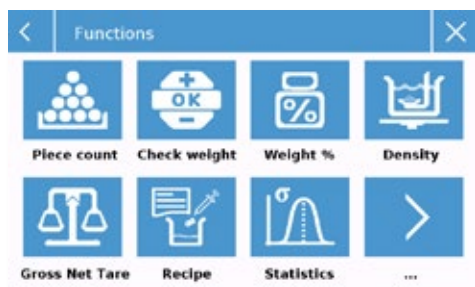 Functions
+
OK
−
%
Piece count Check weight Weight % Density
σ
Gross Net Tare Recipe Statistics ...